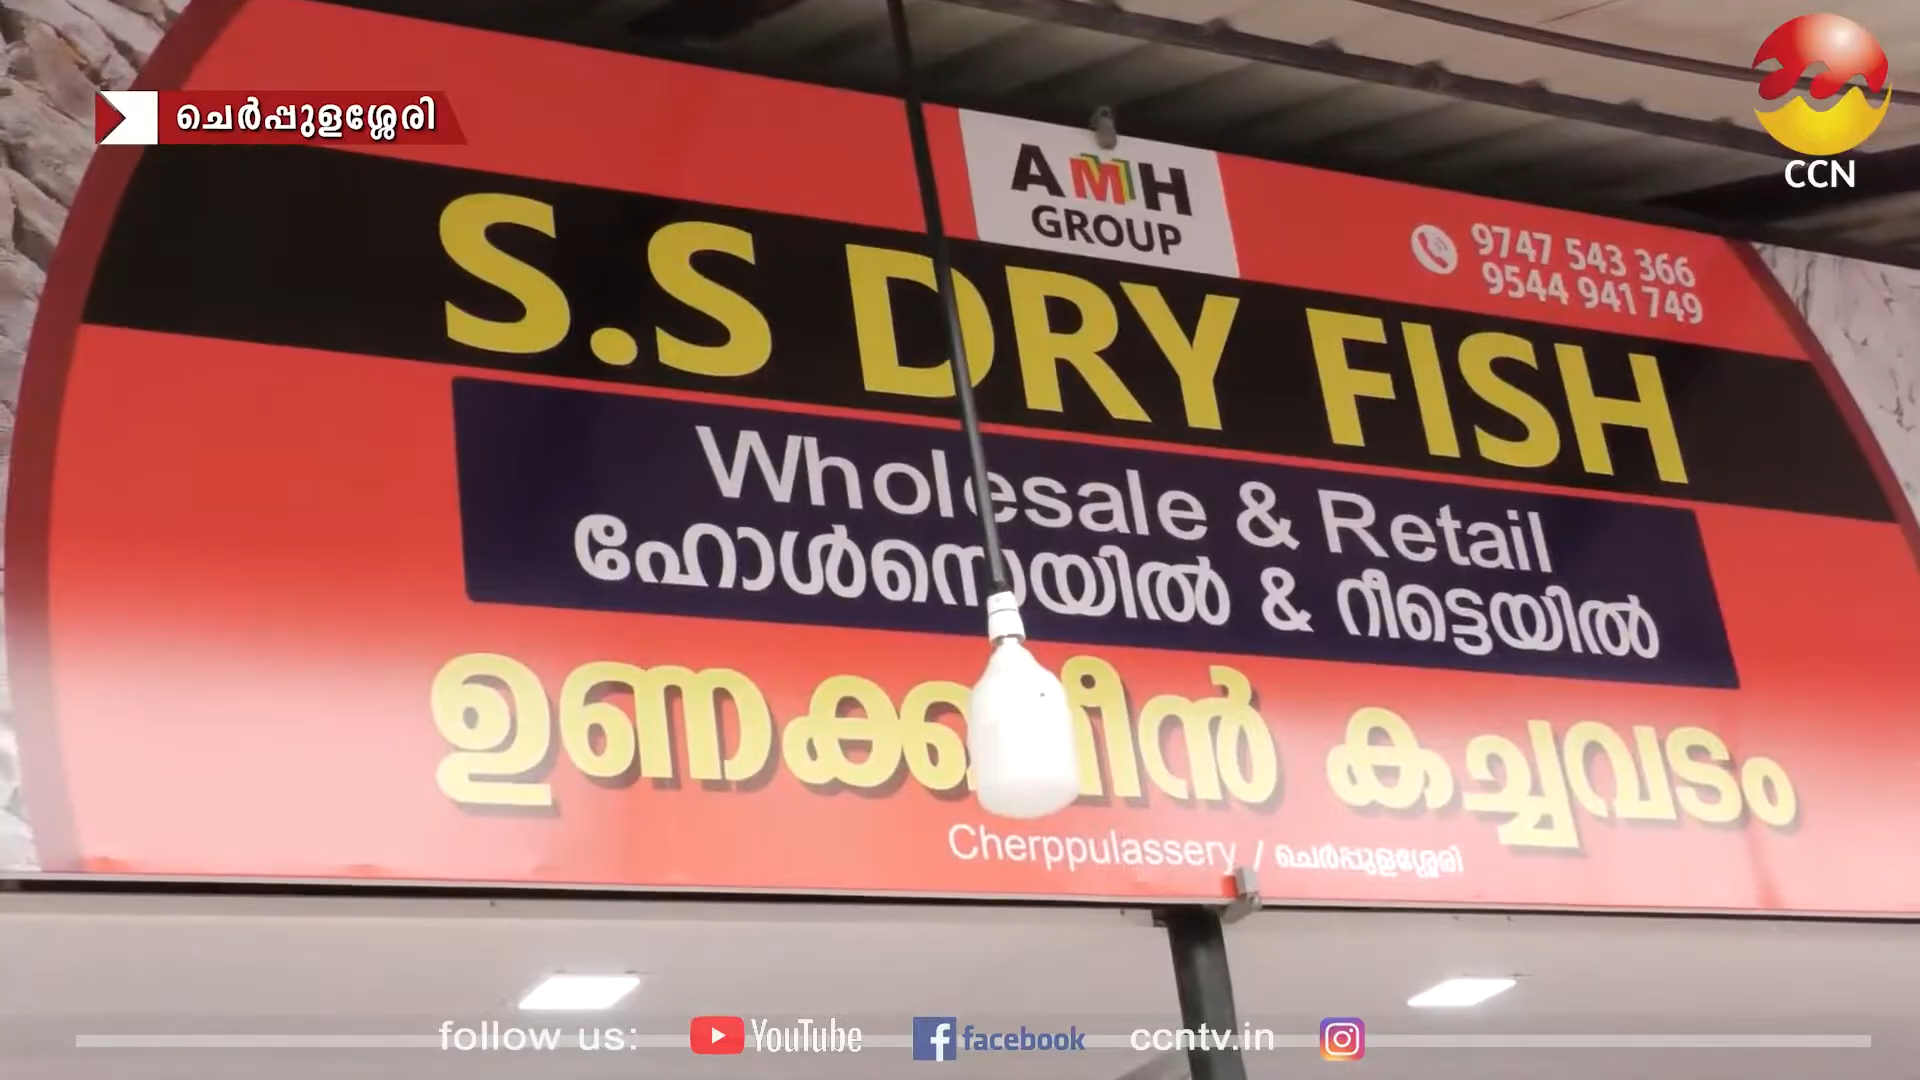 ചെർപ്പുളശ്ശേരി
CCN
AMH
GROUP
9747 543 366
9544 941 749
S.S DRY FISH
Wholesale & Retail
ഹോൾസെയിൽ & റീട്ടെയിൽ
ഉണക്കമീൻ കച്ചവടം
Cherppulassery / ചെർപ്പുളശ്ശേരി
follow us: YouTube facebook ccntv.in